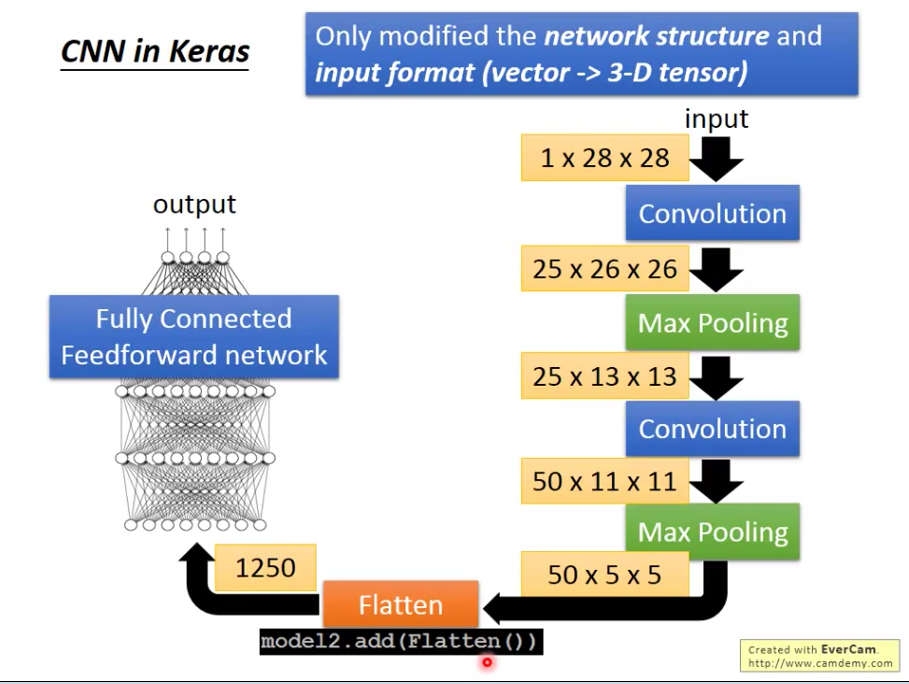 CNN in Keras
Only modified the network structure and
input format (vector -> 3-D tensor)
input
1 x 28 x 28
Convolution
25 x 26 x 26
Max Pooling
25 x 13 x 13
Convolution
50 x 11 x 11
Max Pooling
50 x 5 x 5
Flatten
model2.add(Flatten())
1250
Fully Connected
Feedforward network
output
Created with EverCam.
http://www.camdemy.com